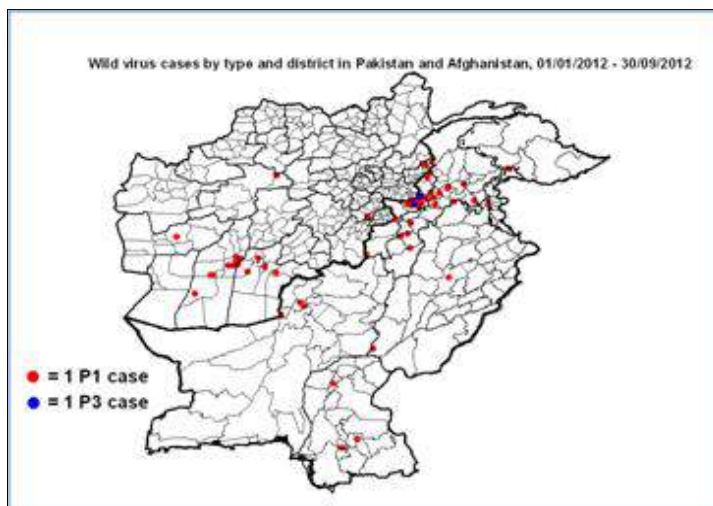 Wild virus cases by type and district in Pakistan and Afghanistan, 01/01/2012 - 30/09/2012
= 1 P1 case
= 1 P3 case